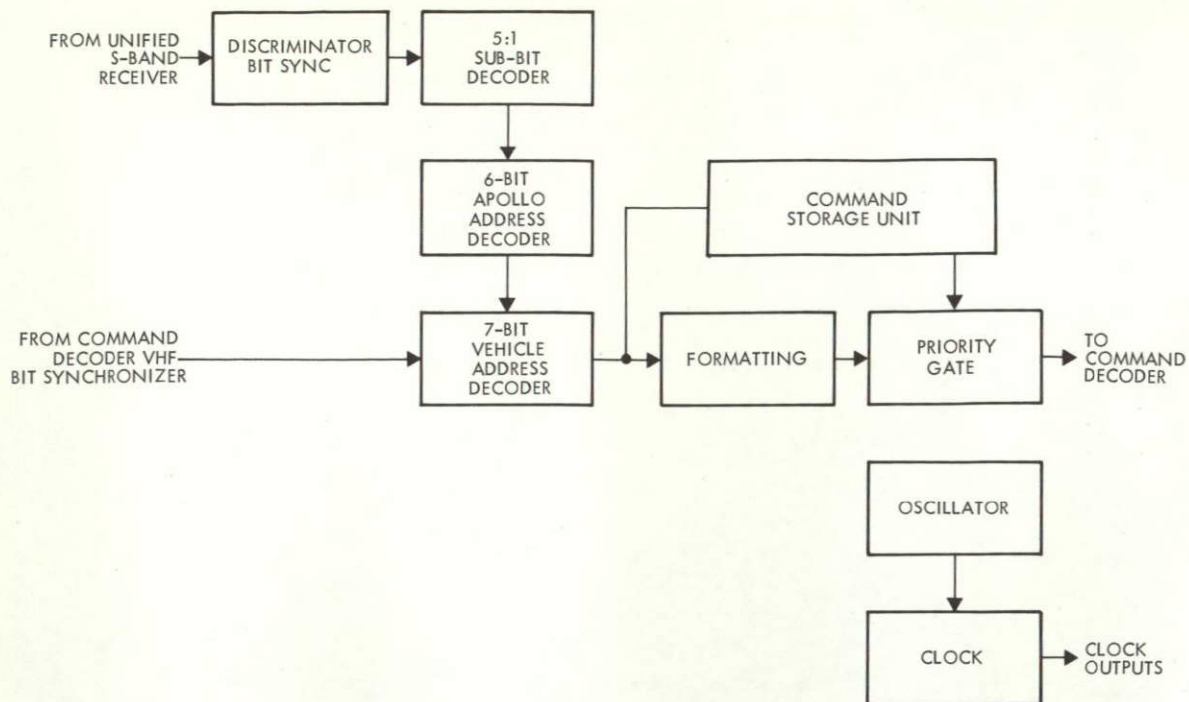 FROM UNIFIED
S-BAND
RECEIVER
DISCRIMINATOR
BIT SYNC
5:1
SUB-BIT
DECODER
6-BIT
APOLLO
ADDRESS
DECODER
COMMAND
STORAGE UNIT
FROM COMMAND
DECODER VHF
BIT SYNCHRONIZER
7-BIT
VEHICLE
ADDRESS
DECODER
FORMATTING
PRIORITY
GATE
TO
COMMAND
DECODER
OSCILLATOR
CLOCK
CLOCK
OUTPUTS